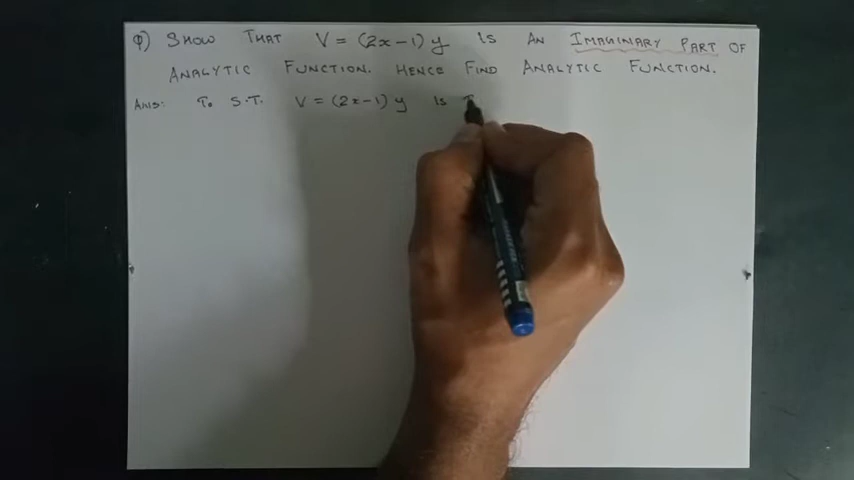 Q) SHOW THAT V = (2x-1) y IS AN IMAGINARY PART OF
ANALYTIC FUNCTION. HENCE FIND ANALYTIC FUNCTION.
ANS: TO S.T. V = (2x-1) y IS